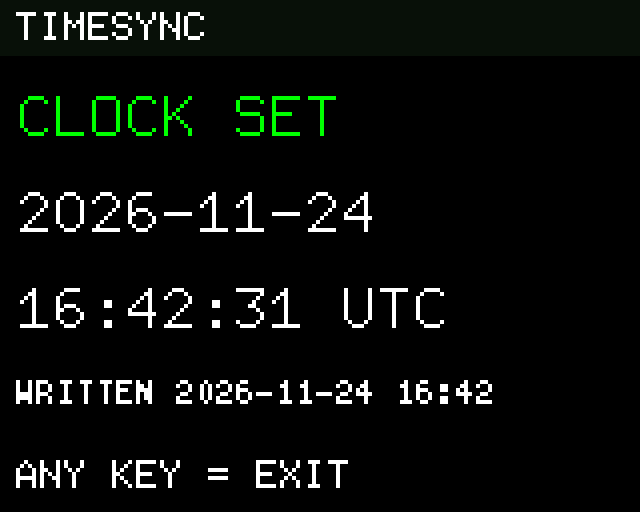 TIMESYNC
CLOCK SET
2026-11-24
16:42:31 UTC
WRITTEN 2026-11-24 16:42
ANY KEY = EXIT